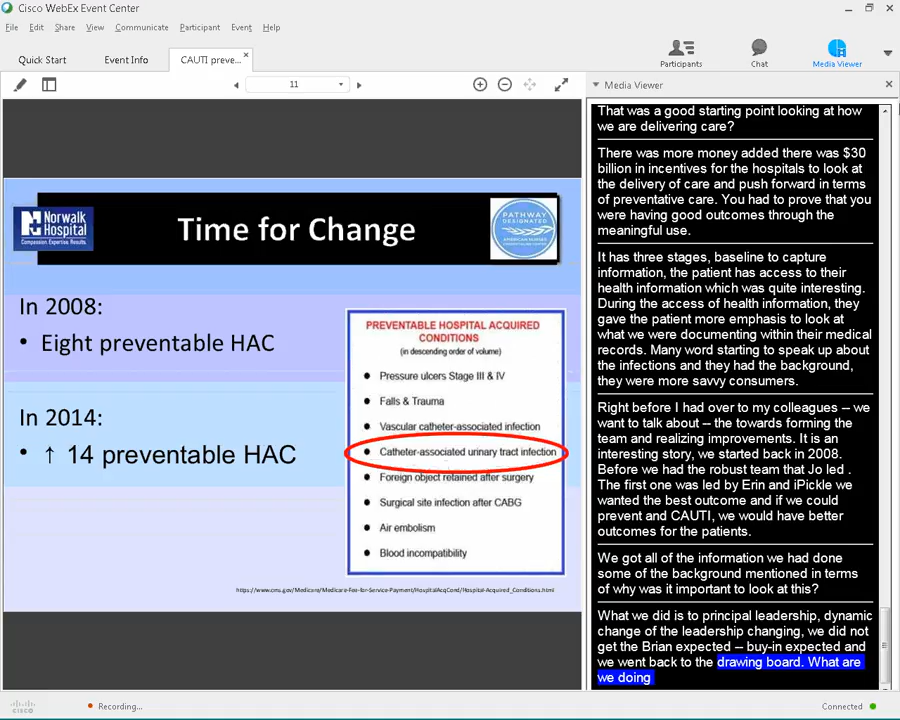 Cisco WebEx Event Center
File Edit Share View Communicate Participant Event Help
Quick Start Event Info CAUTI preve...
Participants Chat Media Viewer
11
Media Viewer
Norwalk
Hospital
Compassion. Expertise. Results.
Time for Change
PATHWAY
DESIGNATED
AMERICAN NURSES
CREDENTIALING CENTER
In 2008:
• Eight preventable HAC
In 2014:
• ↑ 14 preventable HAC
PREVENTABLE HOSPITAL ACQUIRED
CONDITIONS
(in descending order of volume)
● Pressure ulcers Stage III & IV
● Falls & Trauma
● Vascular catheter-associated infection
● Catheter-associated urinary tract infection
● Foreign object retained after surgery
● Surgical site infection after CABG
● Air embolism
● Blood incompatibility
https://www.cms.gov/Medicare/Medicare-Fee-for-Service-Payment/HospitalAcqCond/Hospital-Acquired_Conditions.html
That was a good starting point looking at how
we are delivering care?
There was more money added there was $30
billion in incentives for the hospitals to look at
the delivery of care and push forward in terms
of preventative care. You had to prove that you
were having good outcomes through the
meaningful use.
It has three stages, baseline to capture
information, the patient has access to their
health information which was quite interesting.
During the access of health information, they
gave the patient more emphasis to look at
what we were documenting within their medical
records. Many word starting to speak up about
the infections and they had the background,
they were more savvy consumers.
Right before I had over to my colleagues -- we
want to talk about -- the towards forming the
team and realizing improvements. It is an
interesting story, we started back in 2008.
Before we had the robust team that Jo led .
The first one was led by Erin and iPickle we
wanted the best outcome and if we could
prevent and CAUTI, we would have better
outcomes for the patients.
We got all of the information we had done
some of the background mentioned in terms
of why was it important to look at this?
What we did is to principal leadership, dynamic
change of the leadership changing, we did not
get the Brian expected -- buy-in expected and
we went back to the drawing board. What are
we doing
cisco
Recording...
Connected